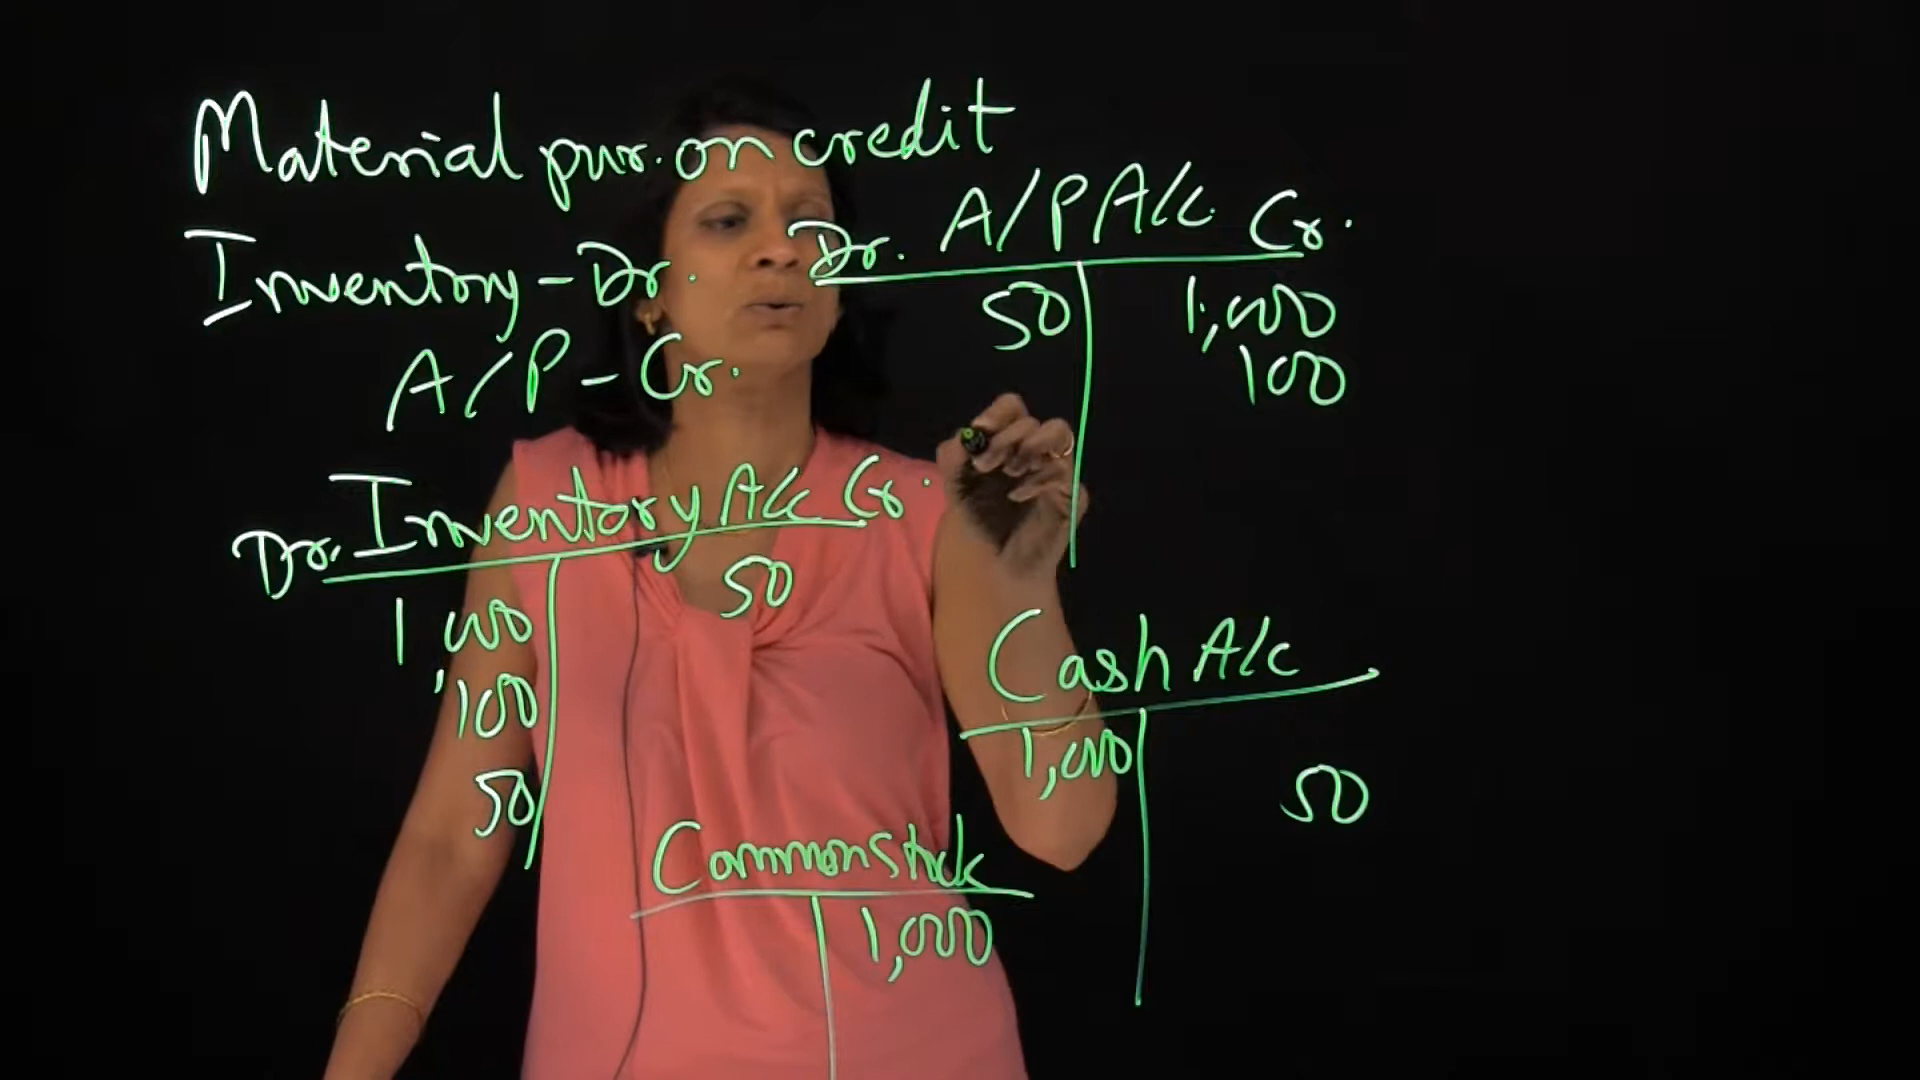 Material pur. on credit
Inventory - Dr.
A/P - Cr.
Dr. A/P A/c. Cr.
50 1,000
100
Dr. Inventory A/c Cr.
1,000 50
100
50
Cash A/c
1,000 50
Common Stock
1,000